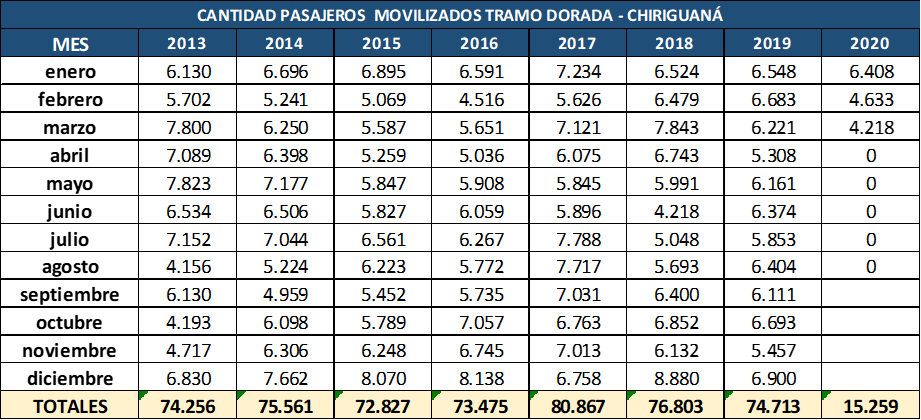 CANTIDAD PASAJEROS MOVILIZADOS TRAMO DORADA - CHIRIGUANÁ
MES 2013 2014 2015 2016 2017 2018 2019 2020
enero 6.130 6.696 6.895 6.591 7.234 6.524 6.548 6.408
febrero 5.702 5.241 5.069 4.516 5.626 6.479 6.683 4.633
marzo 7.800 6.250 5.587 5.651 7.121 7.843 6.221 4.218
abril 7.089 6.398 5.259 5.036 6.075 6.743 5.308 0
mayo 7.823 7.177 5.847 5.908 5.845 5.991 6.161 0
junio 6.534 6.506 5.827 6.059 5.896 4.218 6.374 0
julio 7.152 7.044 6.561 6.267 7.788 5.048 5.853 0
agosto 4.156 5.224 6.223 5.772 7.717 5.693 6.404 0
septiembre 6.130 4.959 5.452 5.735 7.031 6.400 6.111
octubre 4.193 6.098 5.789 7.057 6.763 6.852 6.693
noviembre 4.717 6.306 6.248 6.745 7.013 6.132 5.457
diciembre 6.830 7.662 8.070 8.138 6.758 8.880 6.900
TOTALES 74.256 75.561 72.827 73.475 80.867 76.803 74.713 15.259